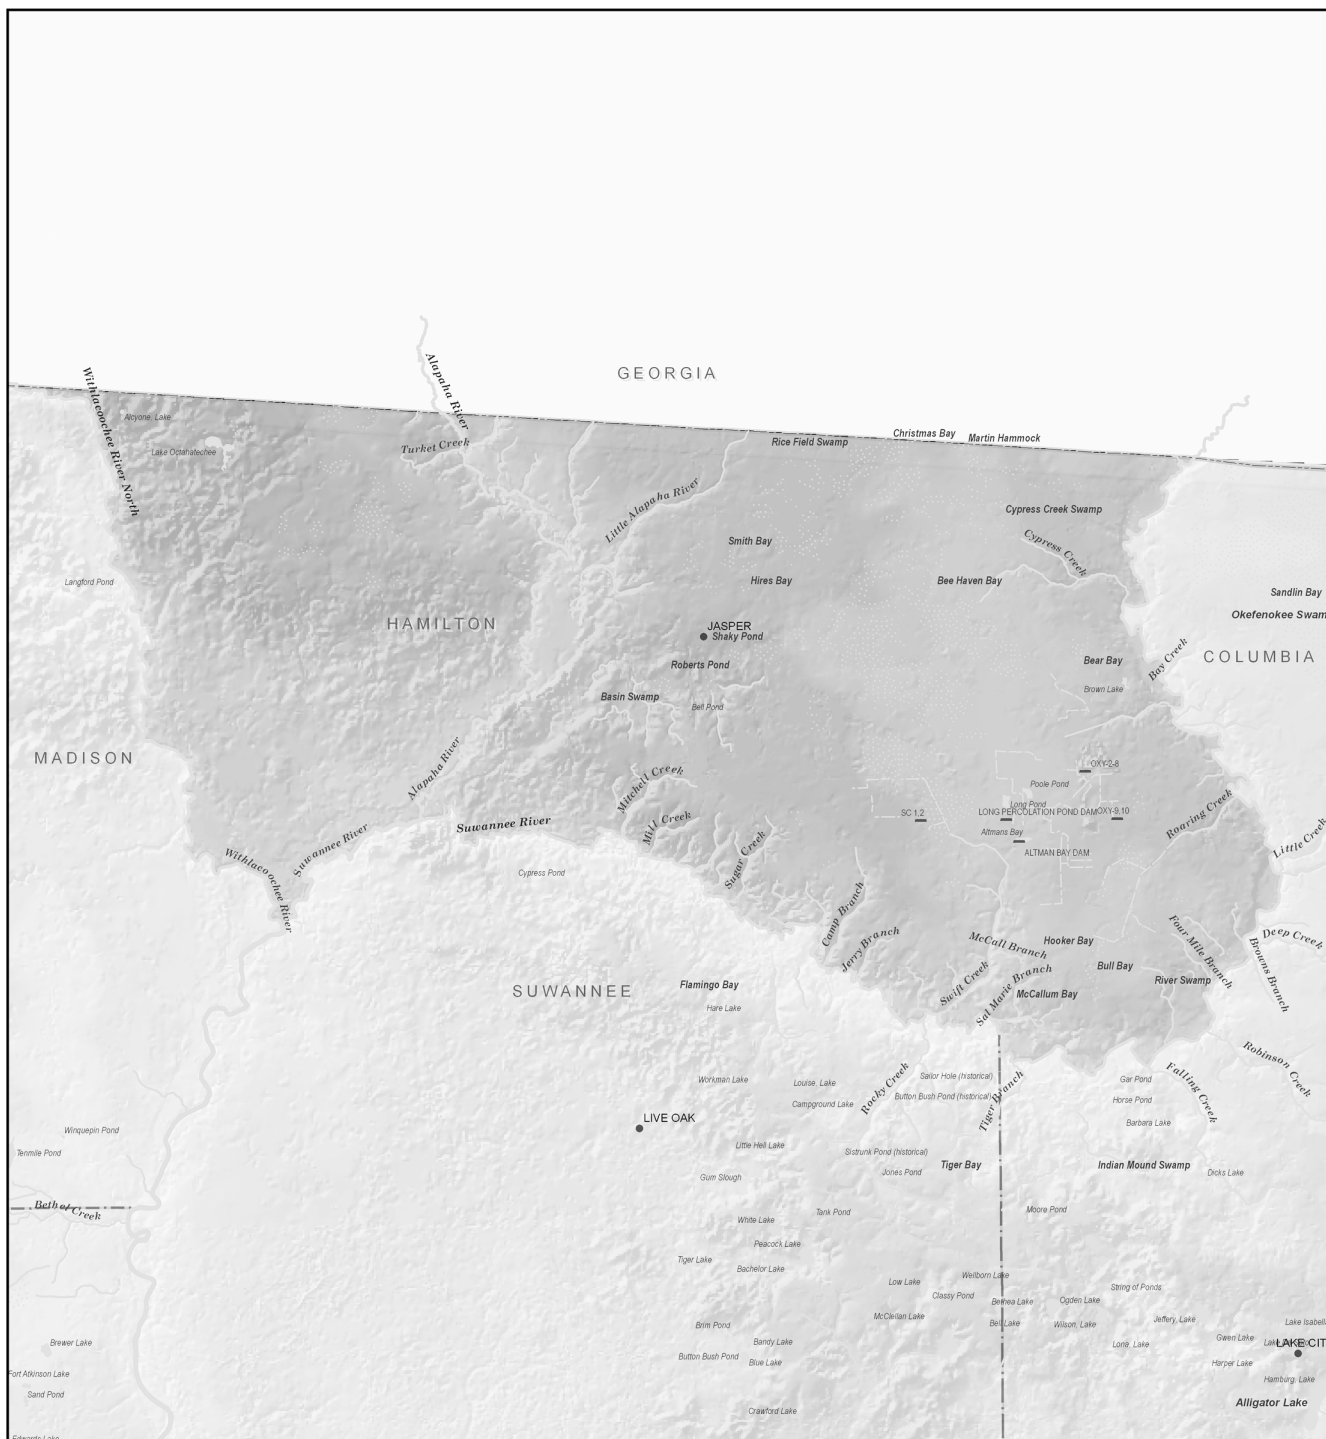 GEORGIA
Alapaha River
Withlacoochee River North
Alcyone, Lake
Turket Creek
Lake Octahatechee
Rice Field Swamp
Christmas Bay
Martin Hammock
Little Alapaha River
Cypress Creek Swamp
Smith Bay
Cypress Creek
Hires Bay
Bee Haven Bay
Langford Pond
Sandlin Bay
Okefenokee Swam
HAMILTON
JASPER
Shaky Pond
Roberts Pond
Bear Bay
Bay Creek
COLUMBIA
Basin Swamp
Bell Pond
Brown Lake
MADISON
Alapaha River
Mitchell Creek
OXY-2-8
Poole Pond
Long Pond
SC 1,2
LONG PERCOLATION POND DAM
OXY-9,10
Roaring Creek
Altmans Bay
ALTMAN BAY DAM
Little Creek
Suwannee River
Suwannee River
Mill Creek
Sugar Creek
Withlacoochee River
Cypress Pond
Camp Branch
Jerry Branch
McCall Branch
Hooker Bay
Four Mile Branch
Deep Creek
Browns Branch
Bull Bay
River Swamp
Swift Creek
Sal Marie Branch
McCallum Bay
SUWANNEE
Flamingo Bay
Hare Lake
Robinson Creek
Workman Lake
Louise, Lake
Rocky Creek
Sailor Hole (historical)
Button Bush Pond (historical)
Tiger Branch
Gar Pond
Falling Creek
Horse Pond
Campground Lake
Barbara Lake
LIVE OAK
Winquepin Pond
Tenmile Pond
Little Hell Lake
Sistrunk Pond (historical)
Tiger Bay
Indian Mound Swamp
Jones Pond
Dicks Lake
Gum Slough
Bethel Creek
Moore Pond
White Lake
Tank Pond
Peacock Lake
Tiger Lake
Bachelor Lake
Low Lake
Wellborn Lake
String of Ponds
Classy Pond
Bethea Lake
Ogden Lake
McClellan Lake
Bell Lake
Wilson, Lake
Jeffery, Lake
Lake Isabell
Brim Pond
Brewer Lake
Bandy Lake
Lona, Lake
Gwen Lake
LAKE CIT
Button Bush Pond
Blue Lake
Harper Lake
Fort Atkinson Lake
Hamburg, Lake
Sand Pond
Alligator Lake
Crawford Lake
Edwards Lake